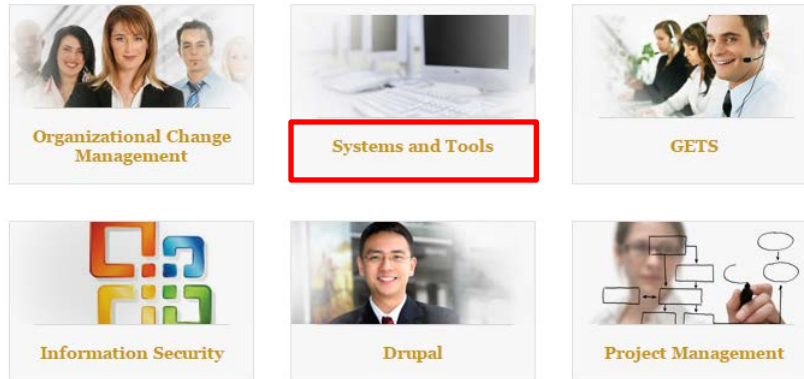 Organizational Change
Management
Systems and Tools
GETS
Information Security
Drupal
Project Management